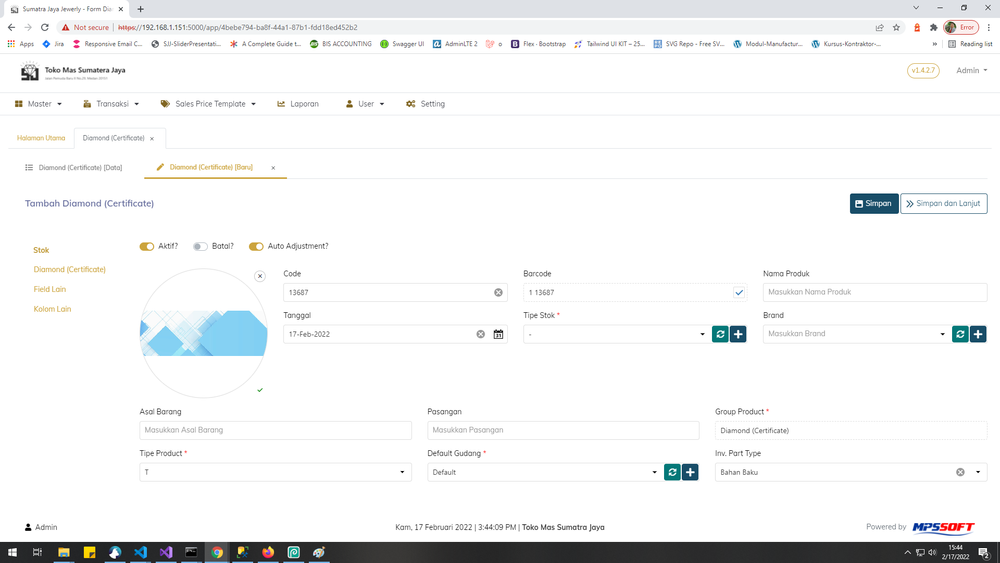 Sumatra Jaya Jewerly - Form Dia
Not secure
https://192.168.1.151:5000/app/4bebe794-ba8f-44a1-87b1-fdd18ed452b2
Error
Apps Jira Responsive Email C... SJJ-SliderPresentati... A Complete Guide t... BIS ACCOUNTING Swagger UI AdminLTE 2 o Flex - Bootstrap Tailwind UI KIT – 25... SVG Repo - Free SV... Modul-Manufactur... Kursus-Kontraktor-... » Reading list
Toko Mas Sumatera Jaya
v1.4.2.7 Admin
Master Transaksi Sales Price Template Laporan User Setting
Halaman Utama Diamond (Certificate) ×
Diamond (Certificate) [Data] Diamond (Certificate) [Baru] ×
Tambah Diamond (Certificate) Simpan Simpan dan Lanjut
Stok
Diamond (Certificate)
Field Lain
Kolom Lain
Aktif? Batal? Auto Adjustment?
Code Barcode Nama Produk
13687 1 13687 Masukkan Nama Produk
Tanggal Tipe Stok * Brand
17-Feb-2022 - Masukkan Brand
Asal Barang Pasangan Group Product *
Masukkan Asal Barang Masukkan Pasangan Diamond (Certificate)
Tipe Product * Default Gudang * Inv. Part Type
T Default Bahan Baku
Admin Kam, 17 Februari 2022 | 3:44:09 PM | Toko Mas Sumatra Jaya Powered by MPSSOFT
15:44
2/17/2022
2